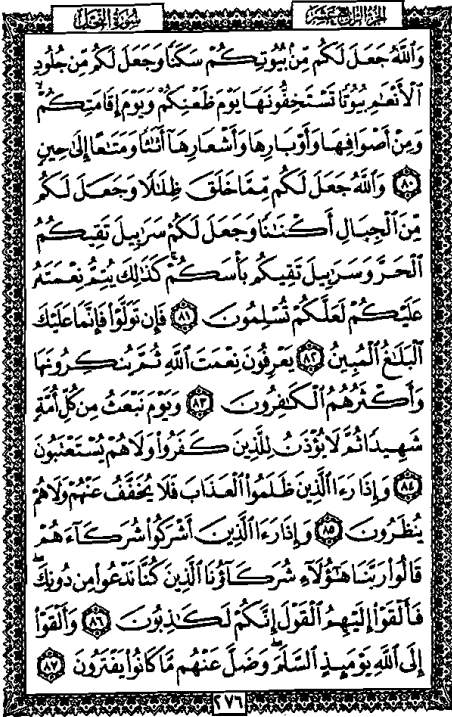 الجزء الرابع عشر
سورة النحل
وَٱللَّهُ جَعَلَ لَكُم مِّنۢ بُيُوتِكُمْ سَكَنًا وَجَعَلَ لَكُم مِّن جُلُودِ
ٱلْأَنْعَٰمِ بُيُوتًا تَسْتَخِفُّونَهَا يَوْمَ ظَعْنِكُمْ وَيَوْمَ إِقَامَتِكُمْ ۙ
وَمِنْ أَصْوَافِهَا وَأَوْبَارِهَا وَأَشْعَارِهَآ أَثَٰثًا وَمَتَٰعًا إِلَىٰ حِينٍ
٨٠ وَٱللَّهُ جَعَلَ لَكُم مِّمَّا خَلَقَ ظِلَٰلًا وَجَعَلَ لَكُم
مِّنَ ٱلْجِبَالِ أَكْنَٰنًا وَجَعَلَ لَكُمْ سَرَٰبِيلَ تَقِيكُمُ
ٱلْحَرَّ وَسَرَٰبِيلَ تَقِيكُم بَأْسَكُمْ ۚ كَذَٰلِكَ يُتِمُّ نِعْمَتَهُۥ
عَلَيْكُمْ لَعَلَّكُمْ تُسْلِمُونَ ٨١ فَإِن تَوَلَّوْا۟ فَإِنَّمَا عَلَيْكَ
ٱلْبَلَٰغُ ٱلْمُبِينُ ٨٢ يَعْرِفُونَ نِعْمَتَ ٱللَّهِ ثُمَّ يُنكِرُونَهَا
وَأَكْثَرُهُمُ ٱلْكَٰفِرُونَ ٨٣ وَيَوْمَ نَبْعَثُ مِن كُلِّ أُمَّةٍ
شَهِيدًا ثُمَّ لَا يُؤْذَنُ لِلَّذِينَ كَفَرُوا۟ وَلَا هُمْ يُسْتَعْتَبُونَ
٨٤ وَإِذَا رَءَا ٱلَّذِينَ ظَلَمُوا۟ ٱلْعَذَابَ فَلَا يُخَفَّفُ عَنْهُمْ وَلَا هُمْ
يُنظَرُونَ ٨٥ وَإِذَا رَءَا ٱلَّذِينَ أَشْرَكُوا۟ شُرَكَآءَهُمْ
قَالُوا۟ رَبَّنَا هَٰٓؤُلَآءِ شُرَكَآؤُنَا ٱلَّذِينَ كُنَّا نَدْعُوا۟ مِن دُونِكَ ۖ
فَأَلْقَوْا۟ إِلَيْهِمُ ٱلْقَوْلَ إِنَّكُمْ لَكَٰذِبُونَ ٨٦ وَأَلْقَوْا۟
إِلَى ٱللَّهِ يَوْمَئِذٍ ٱلسَّلَمَ ۖ وَضَلَّ عَنْهُم مَّا كَانُوا۟ يَفْتَرُونَ ٨٧
٢٧٦